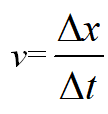 v = Δx / Δt